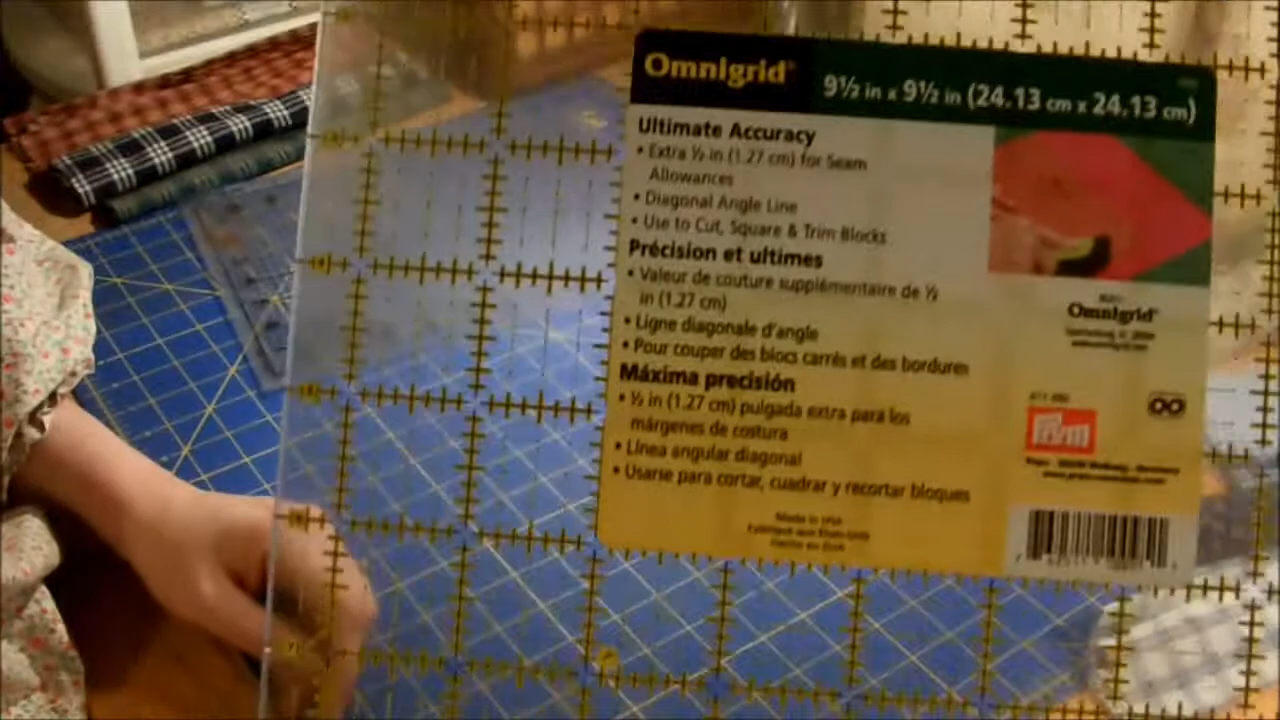 Omnigrid®
9½ in x 9½ in (24.13 cm x 24.13 cm)
Ultimate Accuracy
• Extra ½ in (1.27 cm) for Seam
Allowances
• Diagonal Angle Line
• Use to Cut, Square & Trim Blocks
Précision et ultimes
• Valeur de couture supplémentaire de ½
in (1.27 cm)
• Ligne diagonale d'angle
• Pour couper des blocs carrés et des bordures
Máxima precisión
• ½ in (1.27 cm) pulgada extra para los
márgenes de costura
• Línea angular diagonal
• Usarse para cortar, cuadrar y recortar bloques
Made in USA
Omnigrid®
Prym